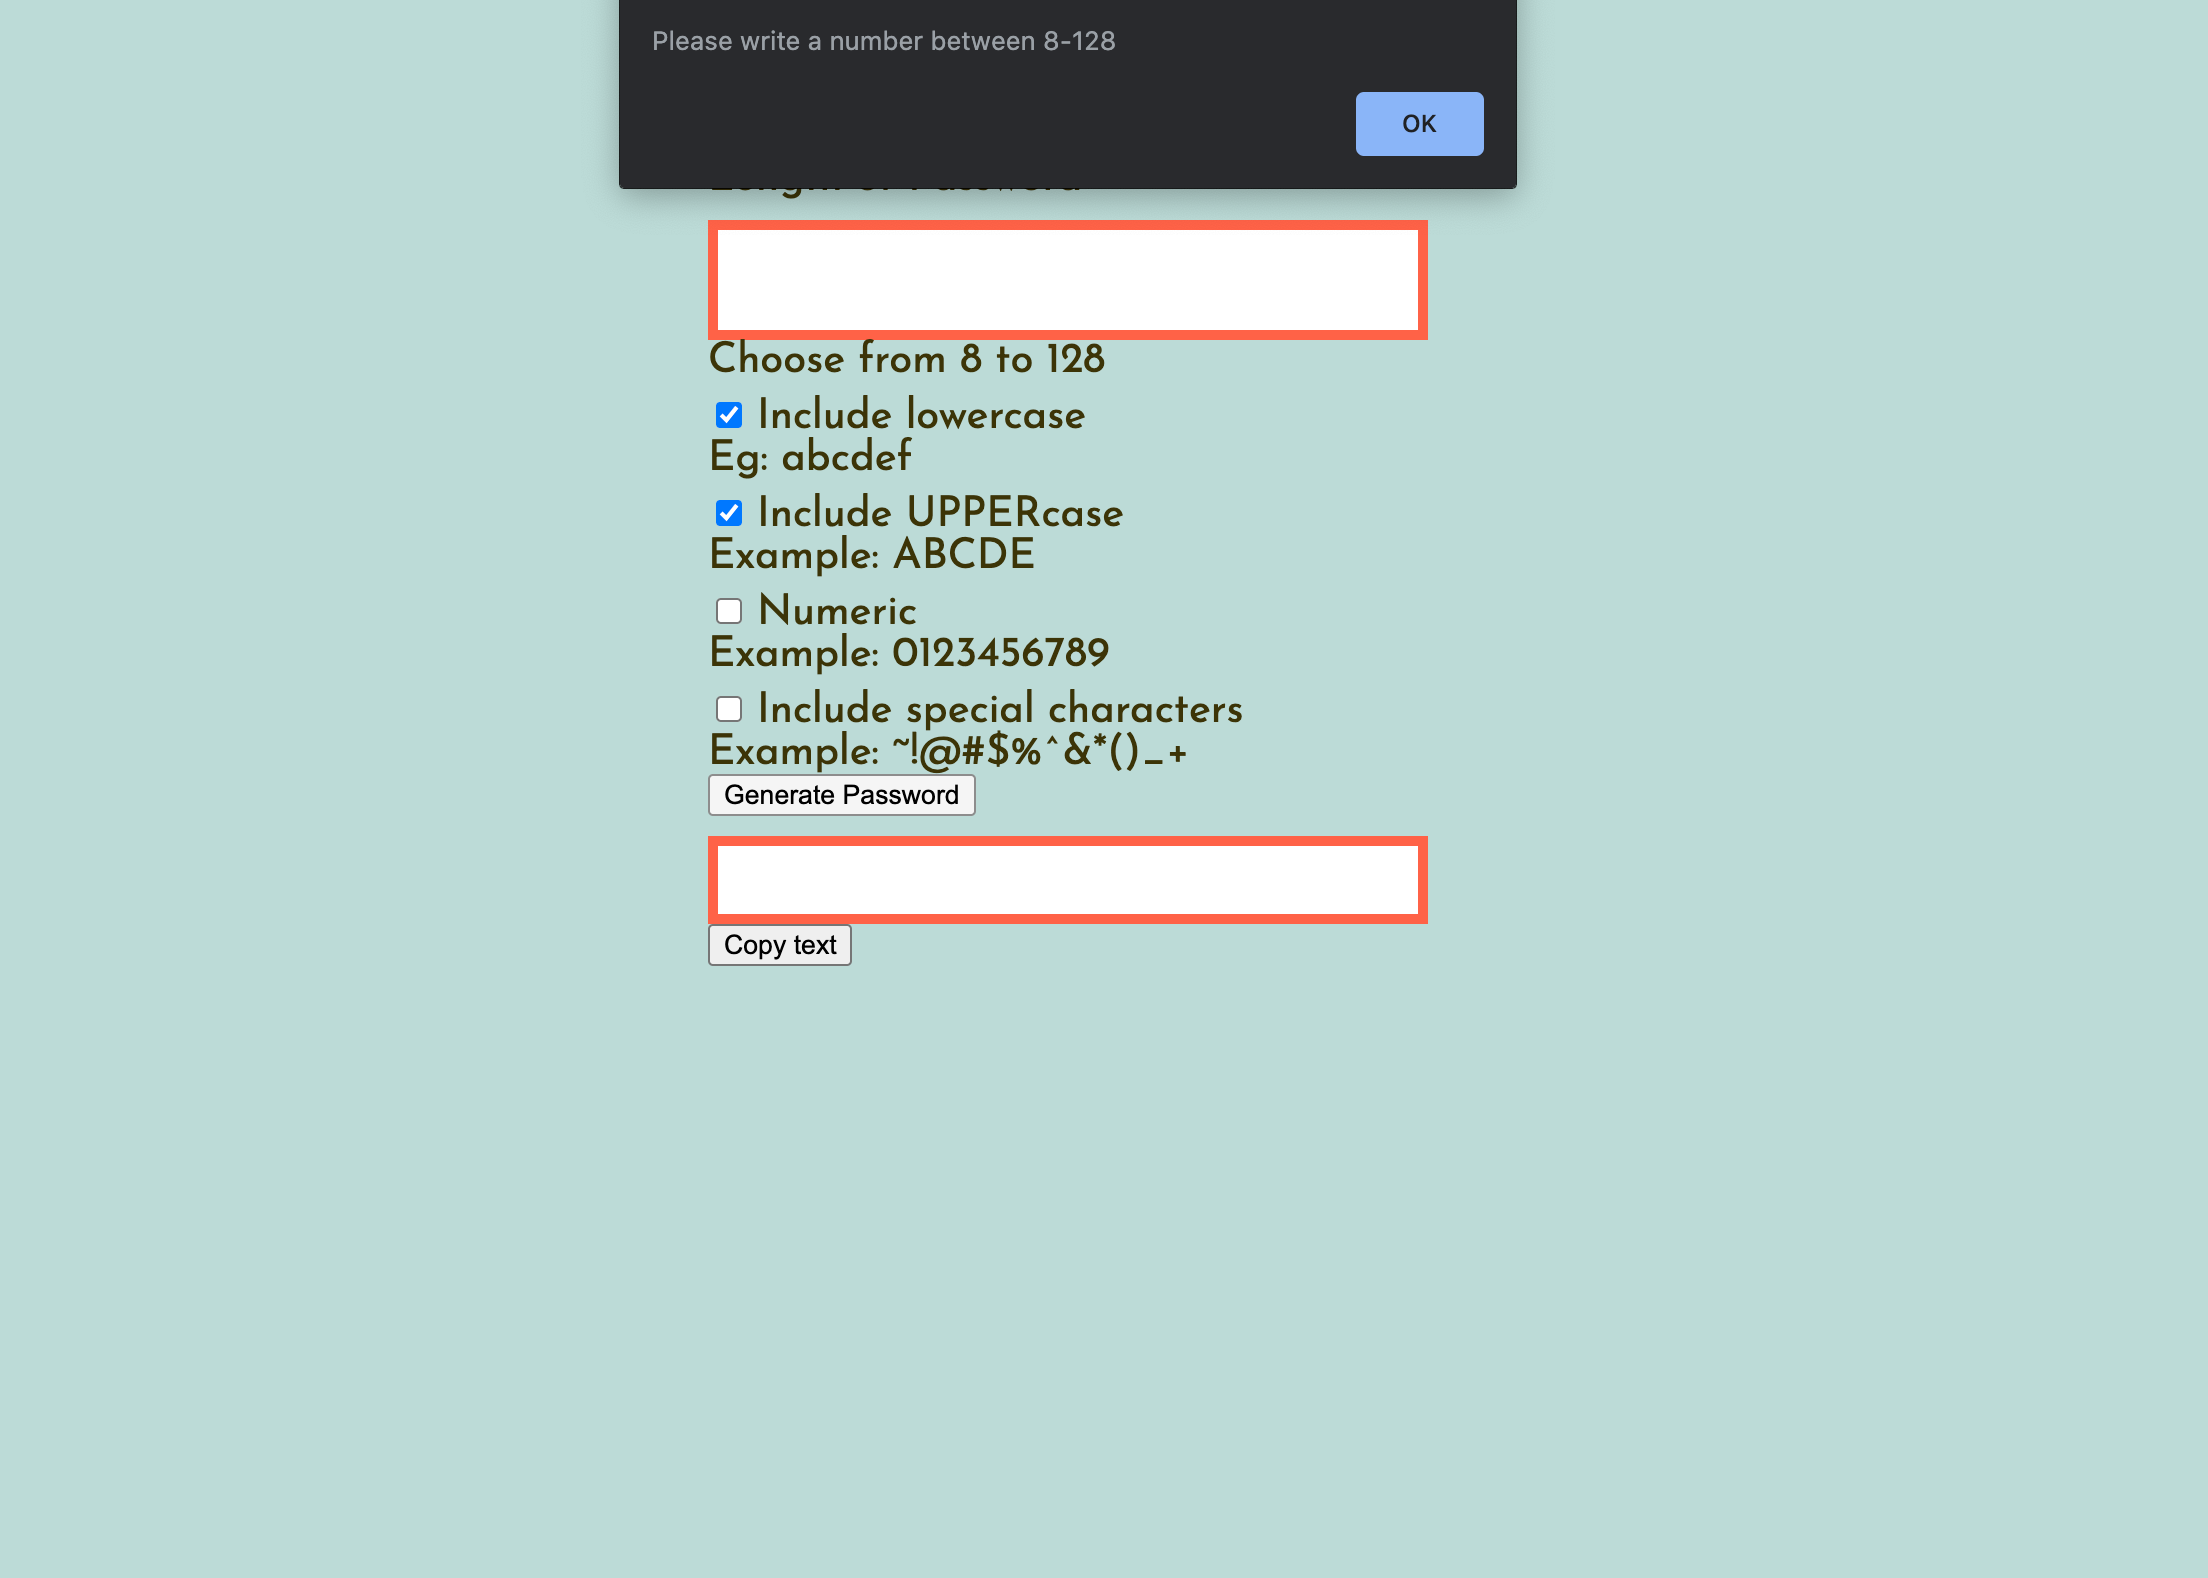 Please write a number between 8-128
OK
Choose from 8 to 128
Include lowercase
Eg: abcdef
Include UPPERcase
Example: ABCDE
Numeric
Example: 0123456789
Include special characters
Example: ~!@#$%^&*()_+
Generate Password
Copy text